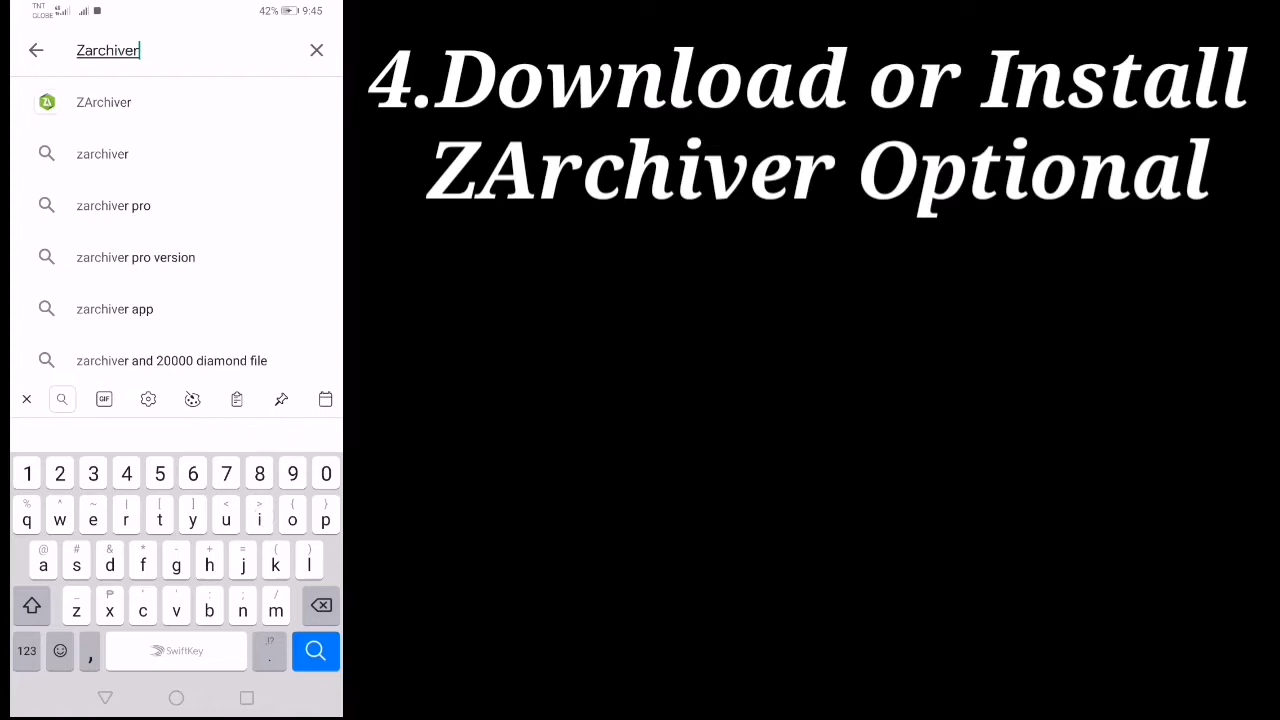 TNT
GLOBE
42% 9:45
Zarchiver
ZArchiver
zarchiver
zarchiver pro
zarchiver pro version
zarchiver app
zarchiver and 20000 diamond file
GIF
1 2 3 4 5 6 7 8 9 0
% ^ ~ | [ ] < > { }
q w e r t y u i o p
@ # & * - + = ( )
a s d f g h j k l
_ ₱ " ' : ; /
z x c v b n m
,!?
123 , SwiftKey .
4.Download or Install
ZArchiver Optional